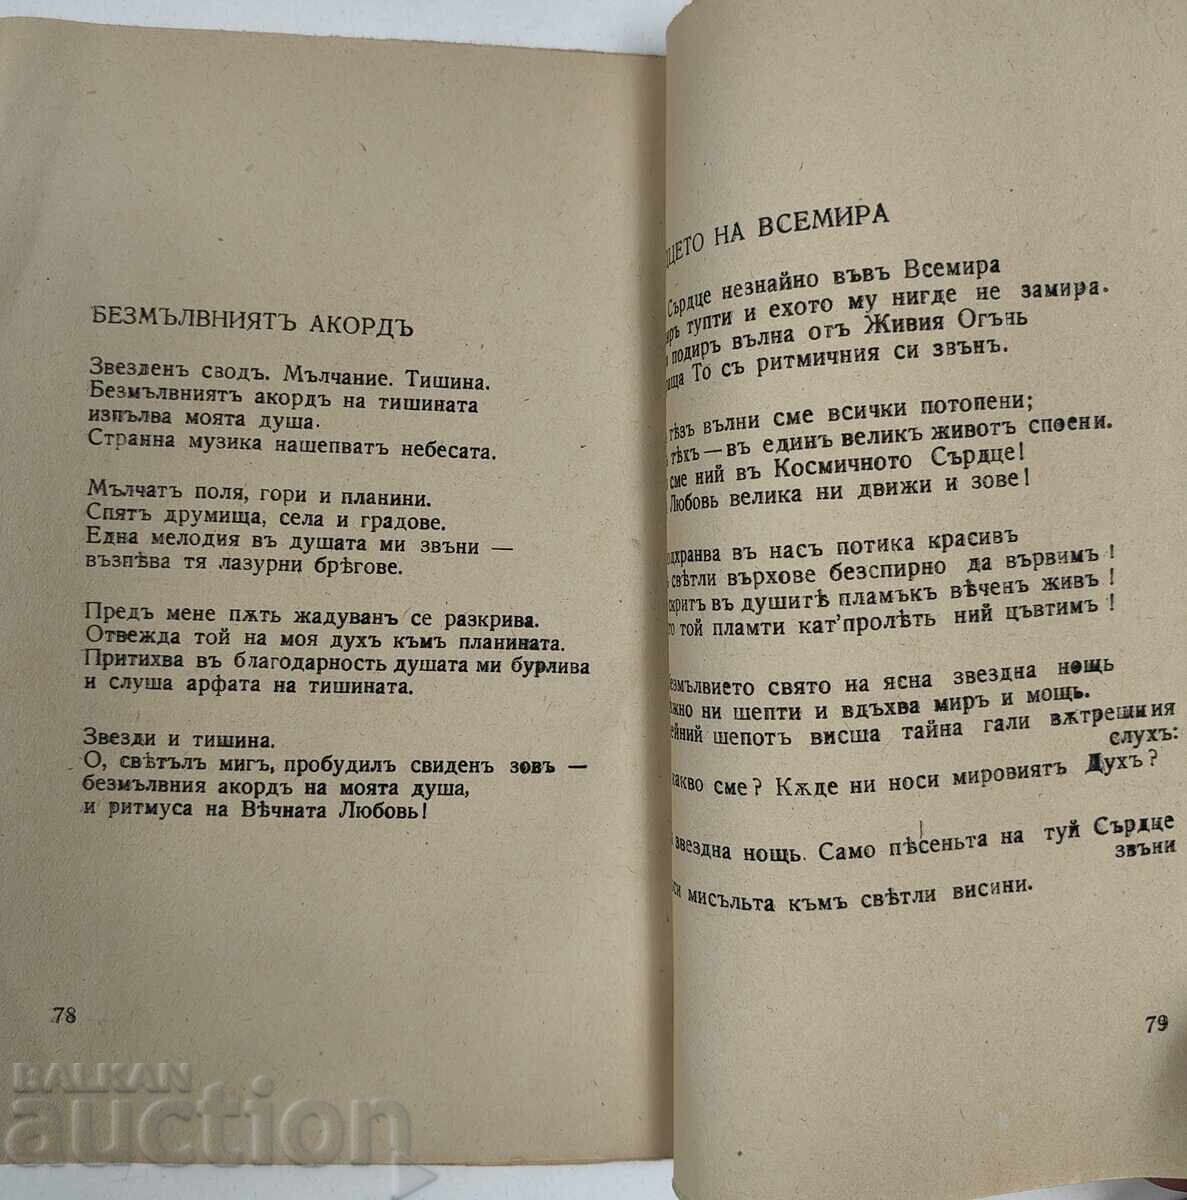 БЕЗМЪЛВНИЯТЪ АКОРДЪ
Звезденъ сводъ. Мълчание. Тишина.
Безмълвниятъ акордъ на тишината
изпълва моята душа.
Странна музика нашепватъ небесата.
Мълчатъ поля, гори и планини.
Спятъ друмища, села и градове.
Една мелодия въ душата ми звъни —
възпѣва тя лазурни брѣгове.
Предъ мене пѫть жадуванъ се разкрива.
Отвежда той на моя духъ къмъ планината.
Притихва въ благодарность душата ми бурлива
и слуша арфата на тишината.
Звезди и тишина.
О, свѣтълъ мигъ, пробудилъ свиденъ зовъ —
безмълвния акордъ на моята душа,
и ритмуса на Вѣчната Любовь!
78
НА ВСЕМИРА
Сърдце незнайно въвъ Всемира
тупти и ехото му нигде не замира.
подиръ вълна отъ Живия Огънь
То съ ритмичния си звънъ.
тѣзъ вълни сме всички потопени;
тѣхъ — въ единъ великъ животъ споени.
сме ний въ Космичното Сърдце!
Любовь велика ни движи и зове!
въ насъ потика красивъ
свѣтли върхове безспирно да вървимъ!
въ душитѣ пламъкъ вѣченъ живъ!
той пламти кат' пролѣть ний цъвтимъ!
свято на ясна звездна нощь
ни шепти и вдъхва миръ и мощь.
шепотъ висша тайна гали вѫтрешния
слухъ:
какво сме? Кѫде ни носи мировиятъ Духъ?
звездна нощь. Само пѣсеньта на туй Сърдце
звъни
мисъльта къмъ свѣтли висини.
79
BALKAN
auction